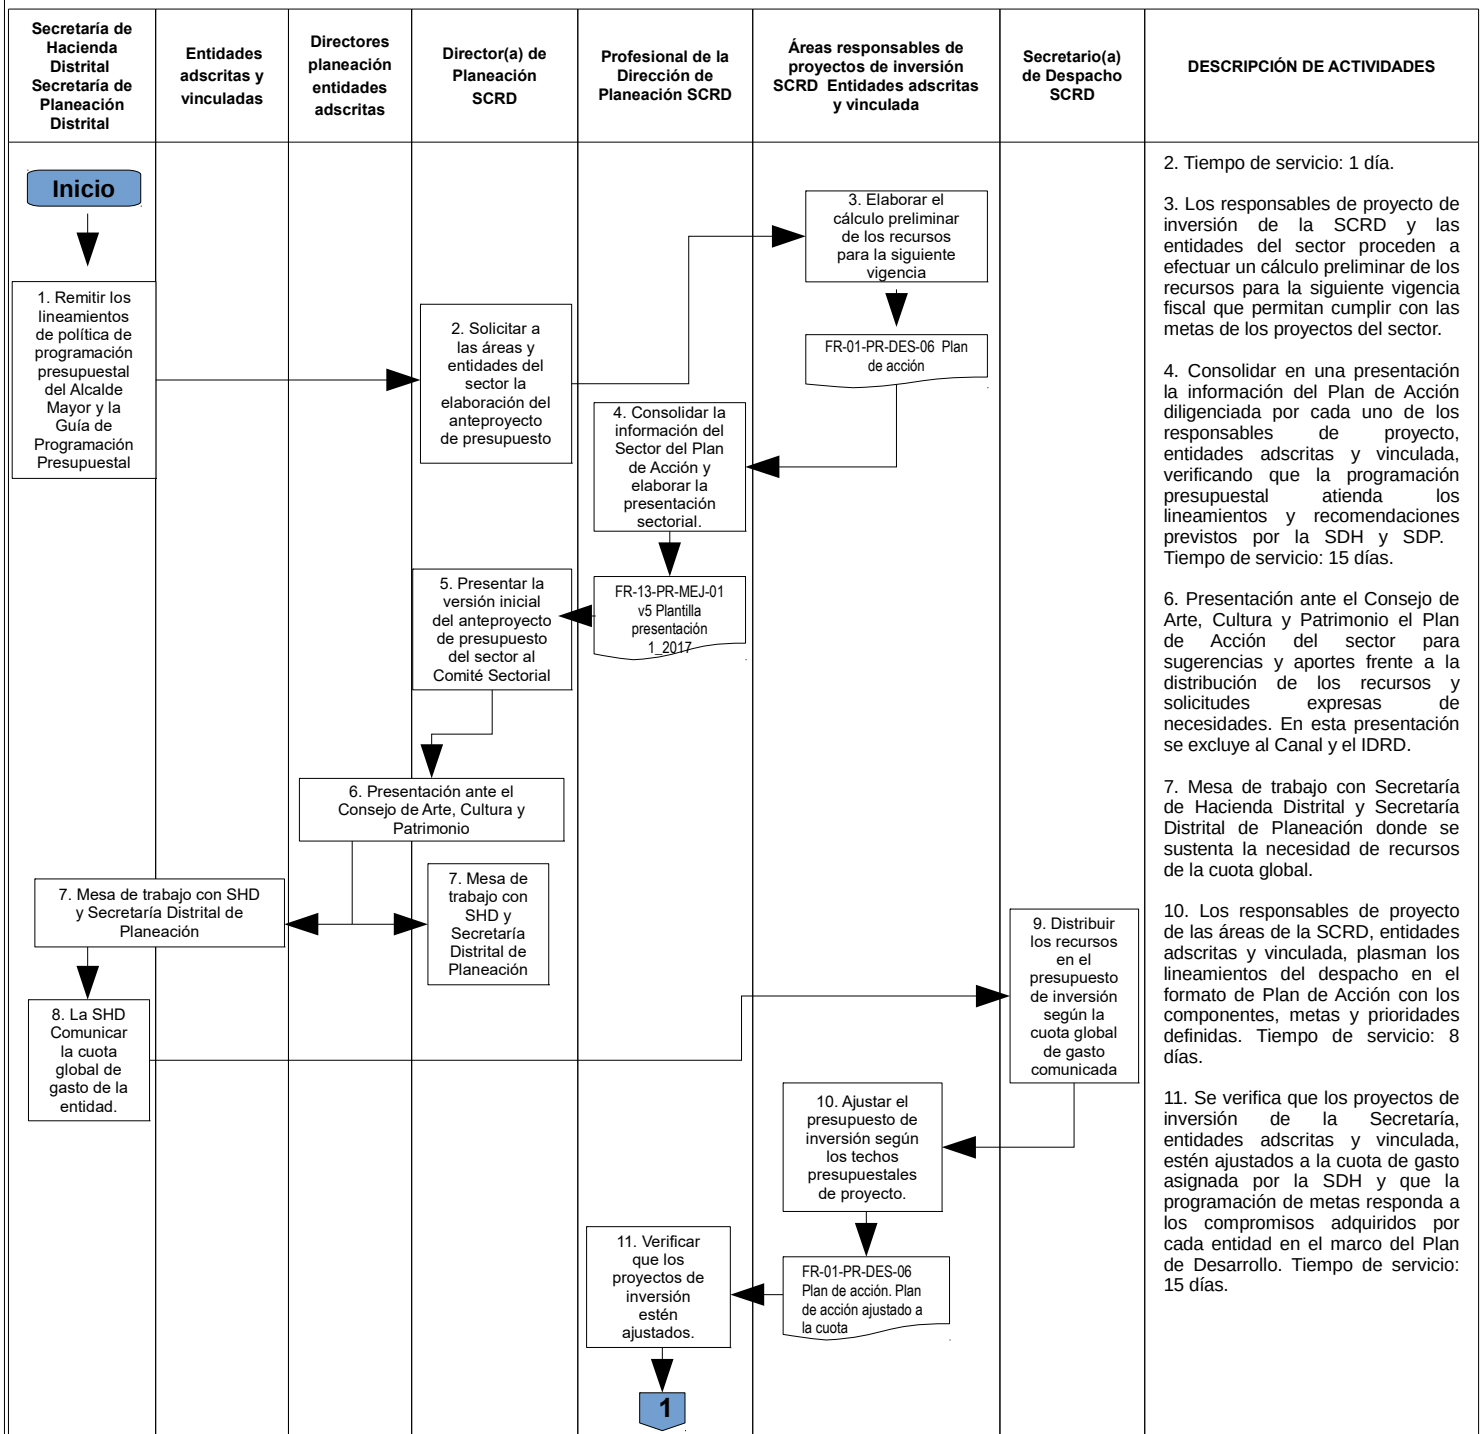 Secretaría de
Hacienda
Distrital
Secretaría de
Planeación
Distrital
Entidades
adscritas y
vinculadas
Directores
planeación
entidades
adscritas
Director(a) de
Planeación
SCRD
Profesional de la
Dirección de
Planeación SCRD
Áreas responsables de
proyectos de inversión
SCRD  Entidades adscritas
y vinculada
Secretario(a)
de Despacho
SCRD
DESCRIPCIÓN DE ACTIVIDADES
Inicio
1. Remitir los
lineamientos
de política de
programación
presupuestal
del Alcalde
Mayor y la
Guía de
Programación
Presupuestal
2. Solicitar a
las áreas y
entidades del
sector la
elaboración del
anteproyecto
de presupuesto
3. Elaborar el
cálculo preliminar
de los recursos
para la siguiente
vigencia
FR-01-PR-DES-06  Plan
de acción
4. Consolidar la
información del
Sector del Plan
de Acción y
elaborar la
presentación
sectorial.
FR-13-PR-MEJ-01
v5 Plantilla
presentación
1_2017
5. Presentar la
versión inicial
del anteproyecto
de presupuesto
del sector al
Comité Sectorial
6. Presentación ante el
Consejo de Arte, Cultura y
Patrimonio
7. Mesa de trabajo con SHD
y Secretaría Distrital de
Planeación
7. Mesa de
trabajo con
SHD y
Secretaría
Distrital de
Planeación
8. La SHD
Comunicar
la cuota
global de
gasto de la
entidad.
9. Distribuir
los recursos
en el
presupuesto
de inversión
según la
cuota global
de gasto
comunicada
10. Ajustar el
presupuesto de
inversión según
los techos
presupuestales
de proyecto.
FR-01-PR-DES-06
Plan de acción. Plan
de acción ajustado a
la cuota
11. Verificar
que los
proyectos de
inversión
estén
ajustados.
1
2. Tiempo de servicio: 1 día.
3. Los responsables de proyecto de
inversión de la SCRD y las
entidades del sector proceden a
efectuar un cálculo preliminar de los
recursos para la siguiente vigencia
fiscal que permitan cumplir con las
metas de los proyectos del sector.
4. Consolidar en una presentación
la información del Plan de Acción
diligenciada por cada uno de los
responsables de proyecto,
entidades adscritas y vinculada,
verificando que la programación
presupuestal atienda los
lineamientos y recomendaciones
previstos por la SDH y SDP.
Tiempo de servicio: 15 días.
6. Presentación ante el Consejo de
Arte, Cultura y Patrimonio el Plan
de Acción del sector para
sugerencias y aportes frente a la
distribución de los recursos y
solicitudes expresas de
necesidades. En esta presentación
se excluye al Canal y el IDRD.
7. Mesa de trabajo con Secretaría
de Hacienda Distrital y Secretaría
Distrital de Planeación donde se
sustenta la necesidad de recursos
de la cuota global.
10. Los responsables de proyecto
de las áreas de la SCRD, entidades
adscritas y vinculada, plasman los
lineamientos del despacho en el
formato de Plan de Acción con los
componentes, metas y prioridades
definidas. Tiempo de servicio: 8
días.
11. Se verifica que los proyectos de
inversión de la Secretaría,
entidades adscritas y vinculada,
estén ajustados a la cuota de gasto
asignada por la SDH y que la
programación de metas responda a
los compromisos adquiridos por
cada entidad en el marco del Plan
de Desarrollo. Tiempo de servicio:
15 días.